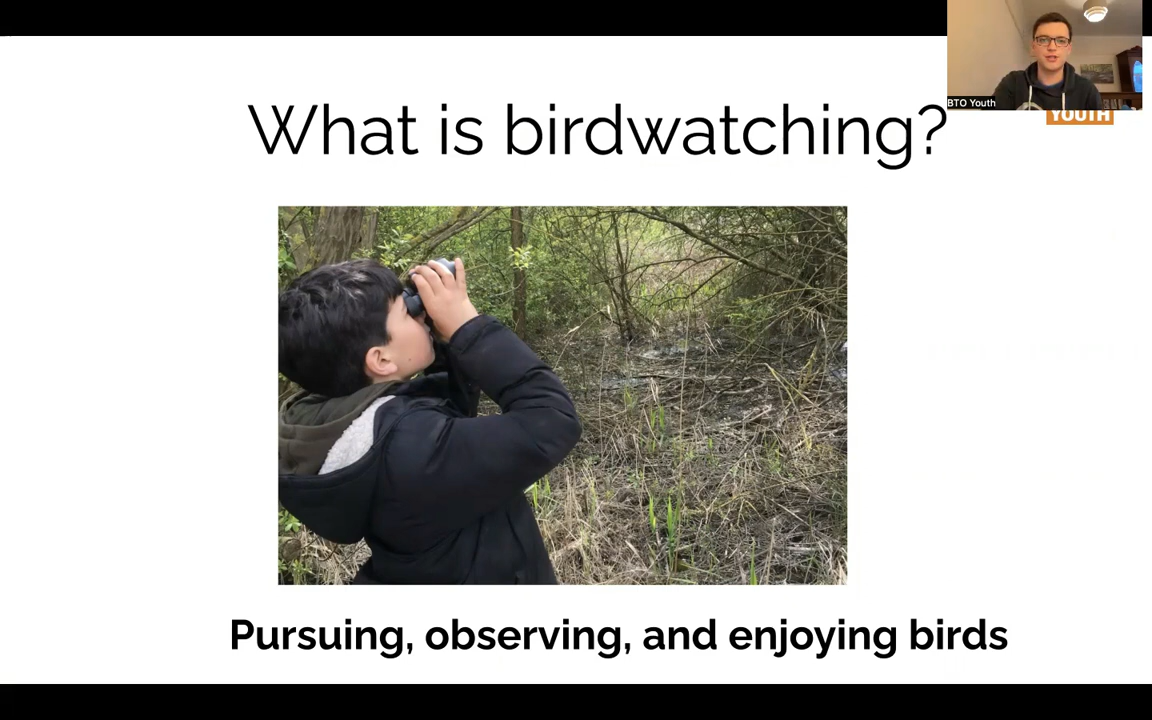 What is birdwatching?
BTO Youth
YOUTH
Pursuing, observing, and enjoying birds